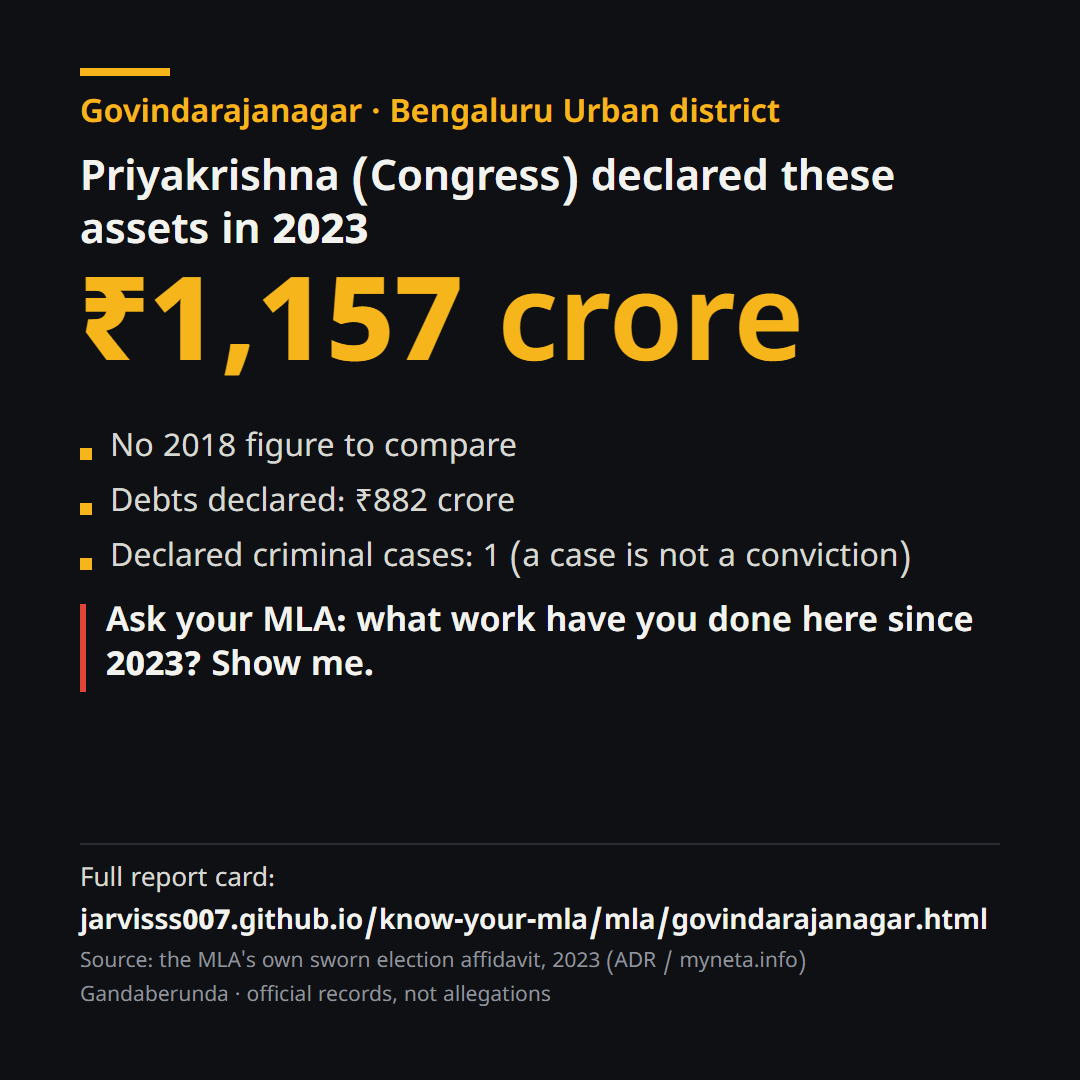 Govindarajanagar · Bengaluru Urban district
Priyakrishna (Congress) declared these
assets in 2023
₹1,157 crore
No 2018 figure to compare
Debts declared: ₹882 crore
Declared criminal cases: 1 (a case is not a conviction)
Ask your MLA: what work have you done here since
2023? Show me.
Full report card:
jarvisss007.github.io/know-your-mla/mla/govindarajanagar.html
Source: the MLA's own sworn election affidavit, 2023 (ADR / myneta.info)
Gandaberunda · official records, not allegations